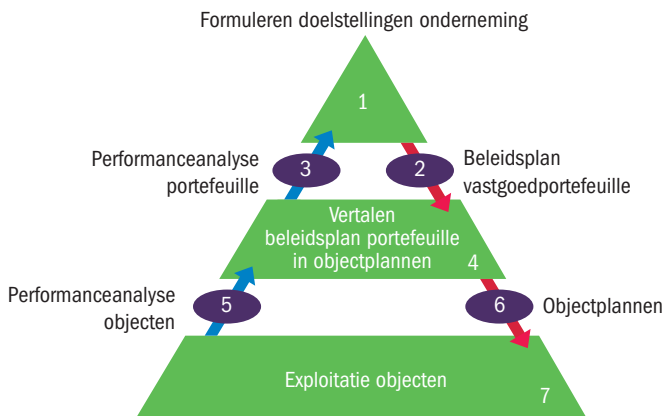 Formuleren doelstellingen onderneming
1
Performanceanalyse
portefeuille
3
2
Beleidsplan
vastgoedportefeuille
Vertalen
beleidsplan portefeuille
in objectplannen
4
Performanceanalyse
objecten
5
6
Objectplannen
Exploitatie objecten
7